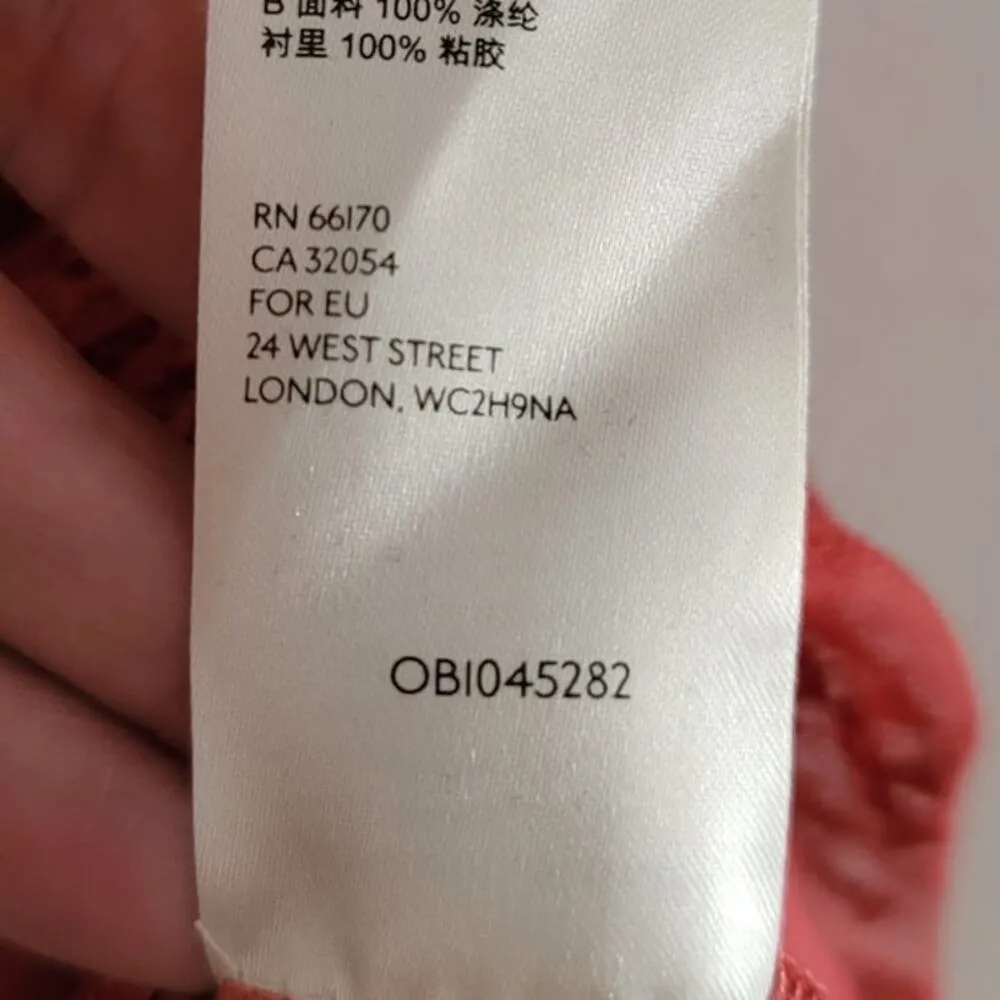 B 面料 100% 涤纶
衬里 100% 粘胶
RN 66170
CA 32054
FOR EU
24 WEST STREET
LONDON, WC2H9NA
OB1045282